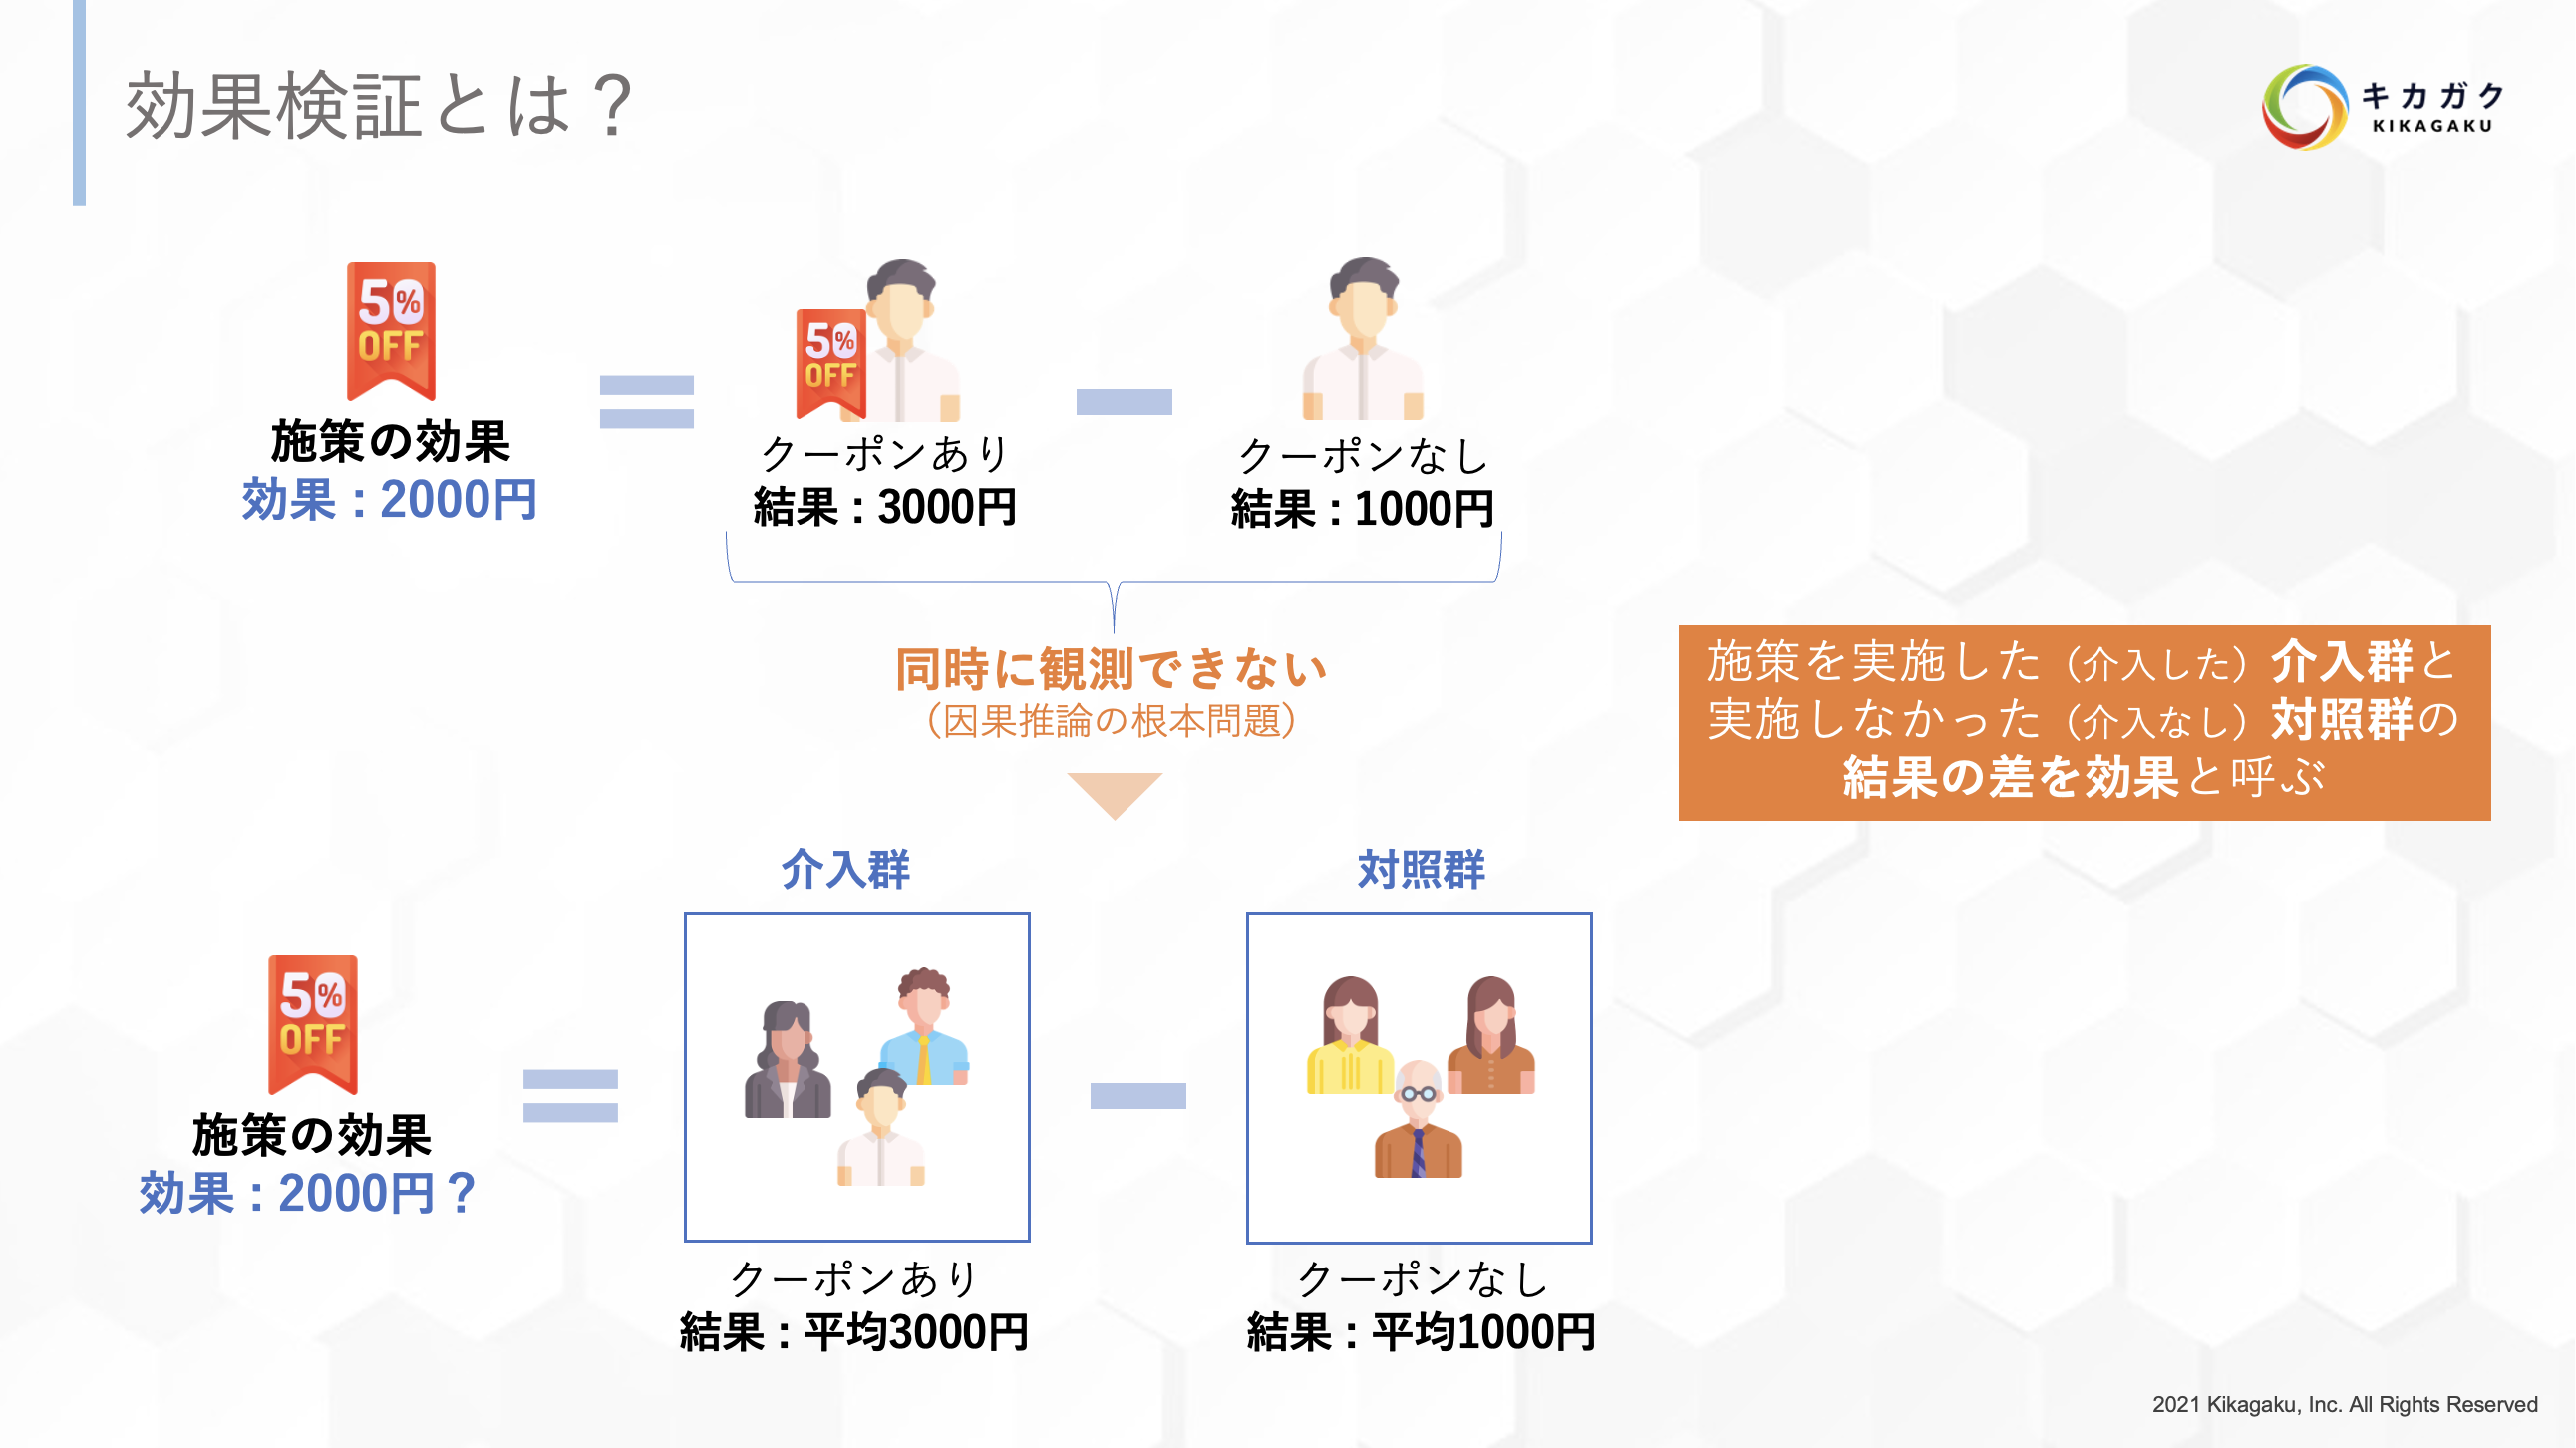 効果検証とは？
キカガク
KIKAGAKU
50%
OFF
施策の効果
効果：2000円
50%
OFF
クーポンあり
結果：3000円
クーポンなし
結果：1000円
同時に観測できない
（因果推論の根本問題）
施策を実施した（介入した）介入群と
実施しなかった（介入なし）対照群の
結果の差を効果と呼ぶ
介入群
対照群
50%
OFF
施策の効果
効果：2000円？
クーポンあり
結果：平均3000円
クーポンなし
結果：平均1000円
2021 Kikagaku, Inc. All Rights Reserved